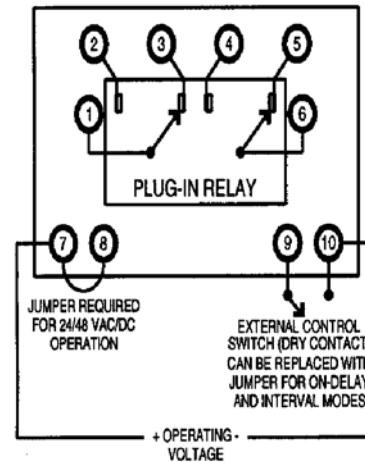 2 3 4 5
1 6
PLUG-IN RELAY
7 8 9 10
JUMPER REQUIRED
FOR 24/48 VAC/DC
OPERATION
EXTERNAL CONTROL
SWITCH (DRY CONTACT
CAN BE REPLACED WITH
JUMPER FOR ON-DELAY
AND INTERVAL MODES
+ OPERATING -
VOLTAGE